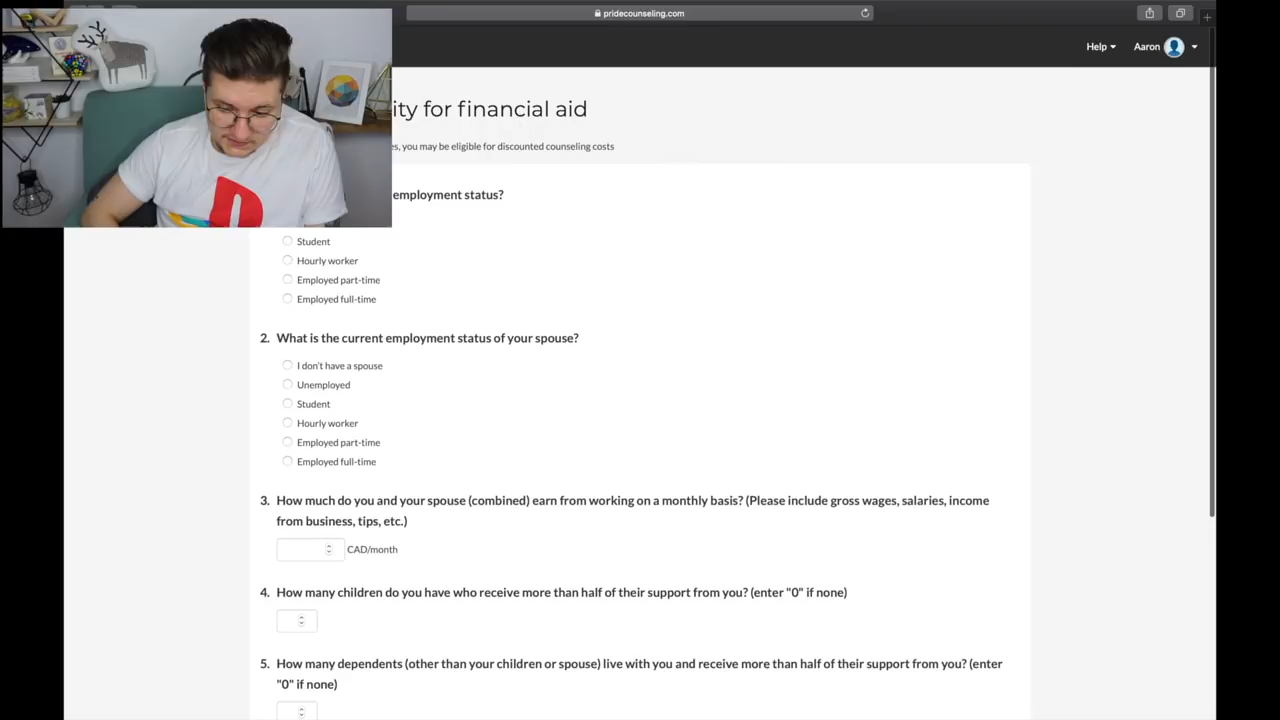 pridecounseling.com
Help
Aaron
ity for financial aid
es, you may be eligible for discounted counseling costs
employment status?
Student
Hourly worker
Employed part-time
Employed full-time
2. What is the current employment status of your spouse?
I don't have a spouse
Unemployed
Student
Hourly worker
Employed part-time
Employed full-time
3. How much do you and your spouse (combined) earn from working on a monthly basis? (Please include gross wages, salaries, income
from business, tips, etc.)
CAD/month
4. How many children do you have who receive more than half of their support from you? (enter "0" if none)
5. How many dependents (other than your children or spouse) live with you and receive more than half of their support from you? (enter
"0" if none)